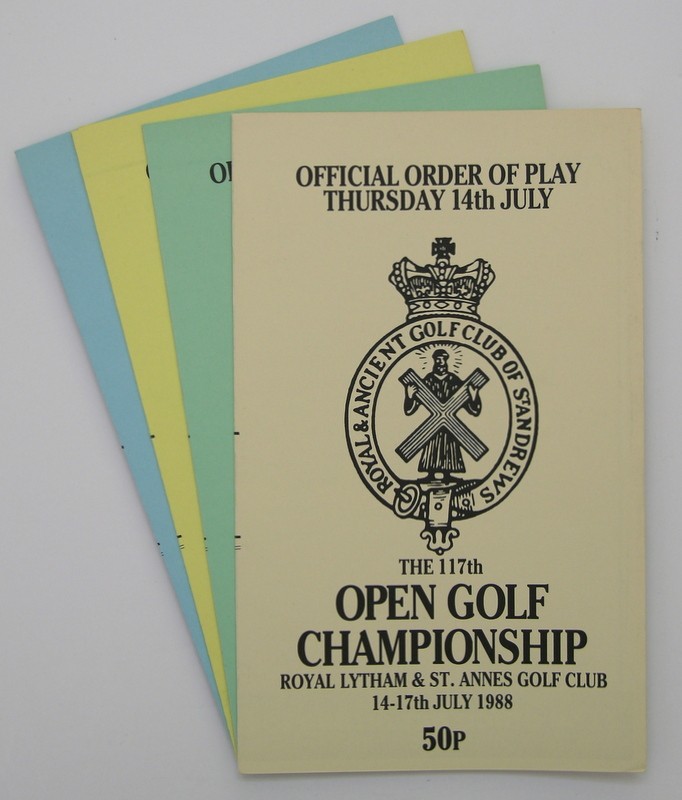 OFFICIAL ORDER OF PLAY
THURSDAY 14th JULY
ROYAL & ANCIENT GOLF CLUB OF ST ANDREWS
THE 117th
OPEN GOLF
CHAMPIONSHIP
ROYAL LYTHAM & ST. ANNES GOLF CLUB
14-17th JULY 1988
50P